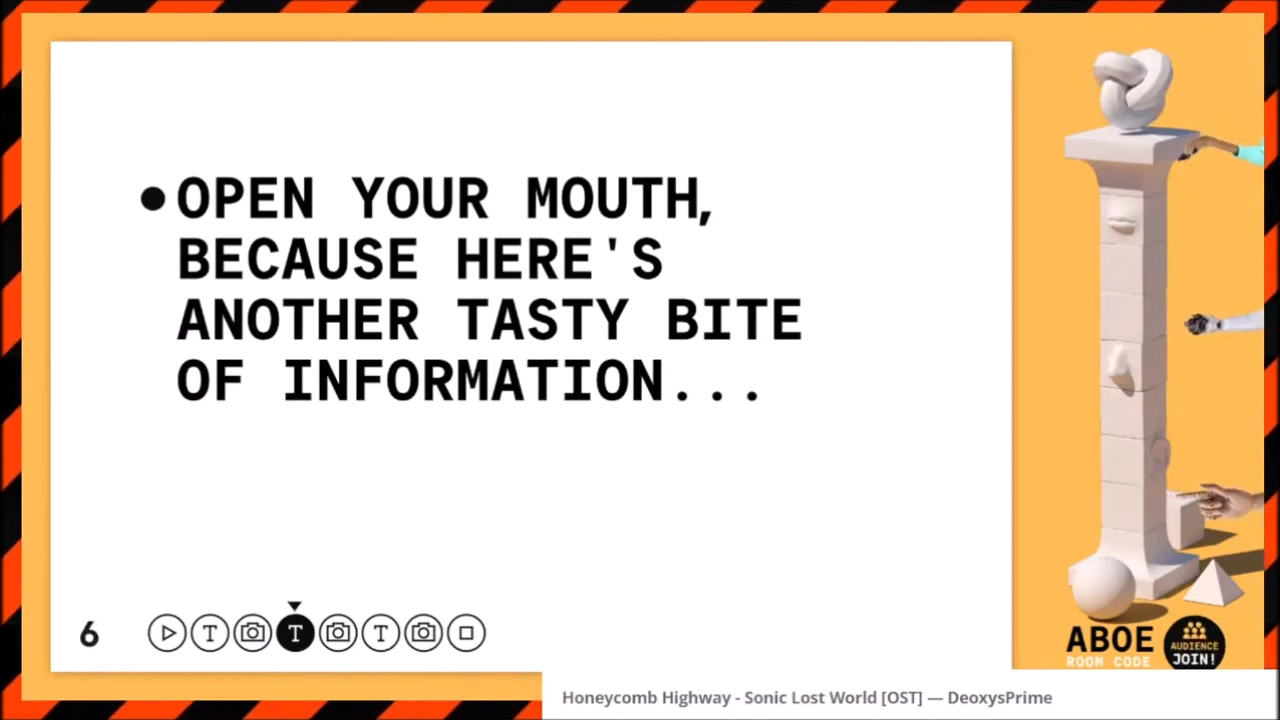 •OPEN YOUR MOUTH,
BECAUSE HERE'S
ANOTHER TASTY BITE
OF INFORMATION...
6
T
T
T
ABOE
ROOM CODE
AUDIENCE
JOIN!
Honeycomb Highway - Sonic Lost World [OST] — DeoxysPrime